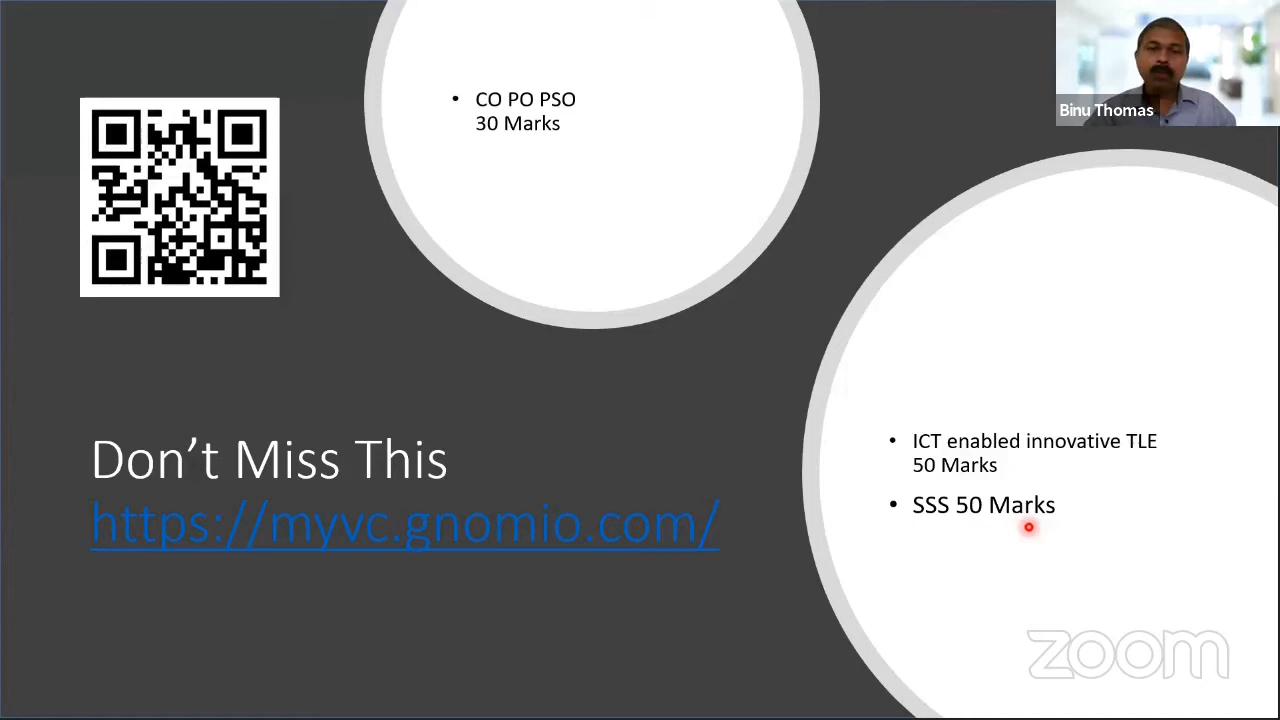 • CO PO PSO
30 Marks
Binu Thomas
Don’t Miss This
https://myvc.gnomio.com/
• ICT enabled innovative TLE
50 Marks
• SSS 50 Marks
zoom